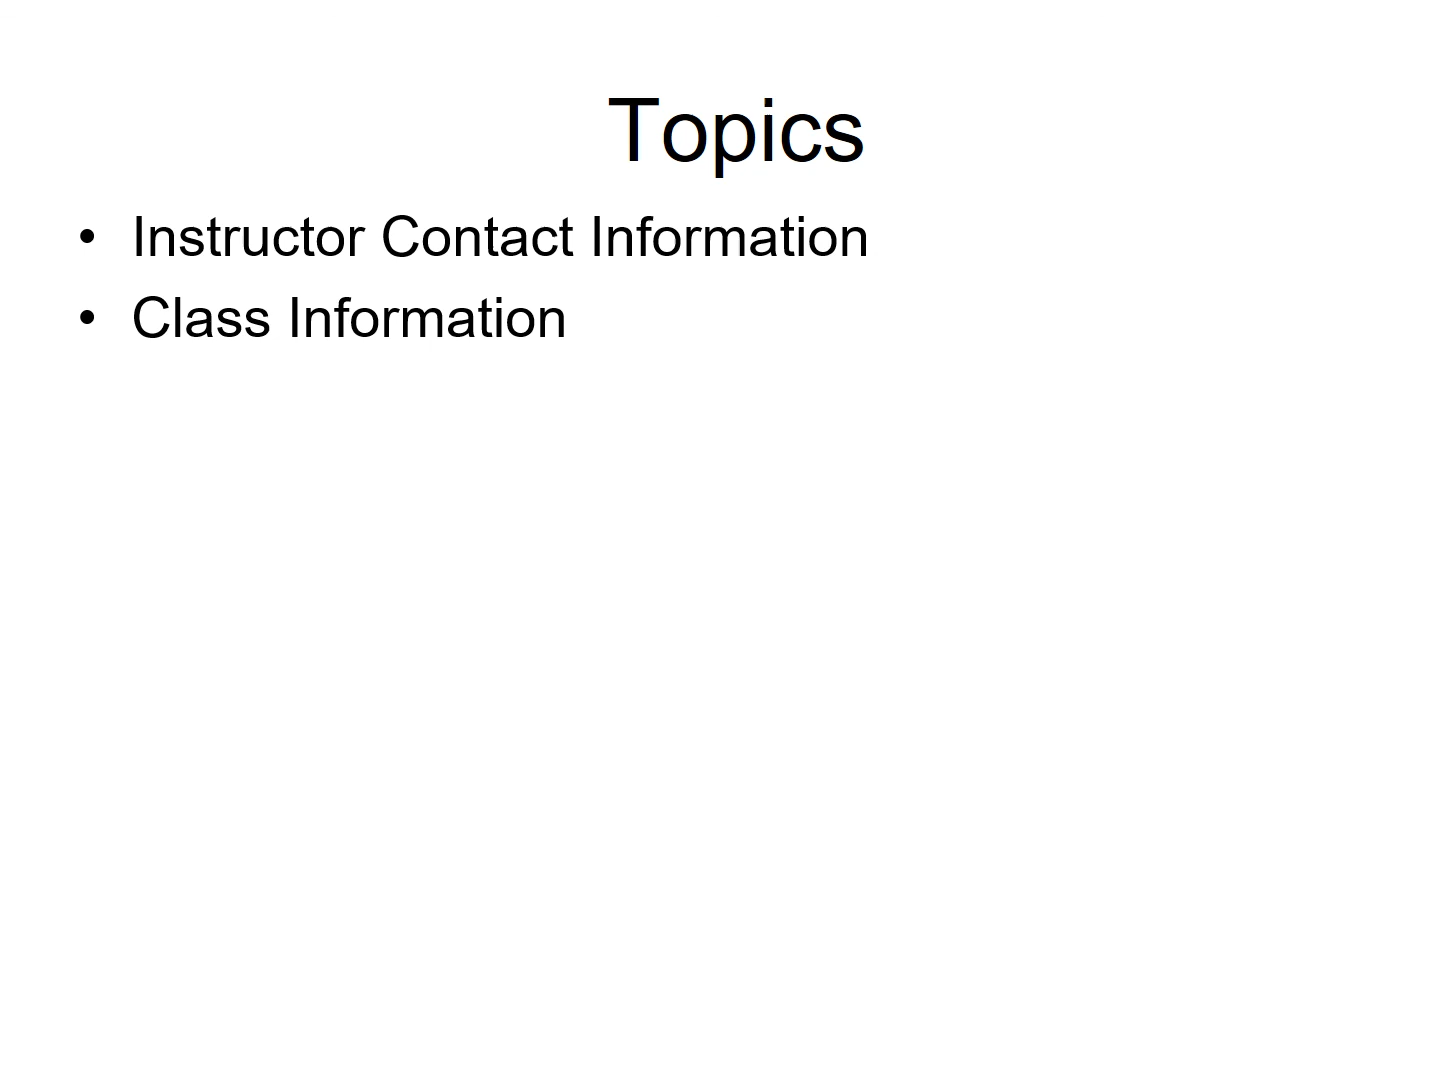 Topics
• Instructor Contact Information
• Class Information